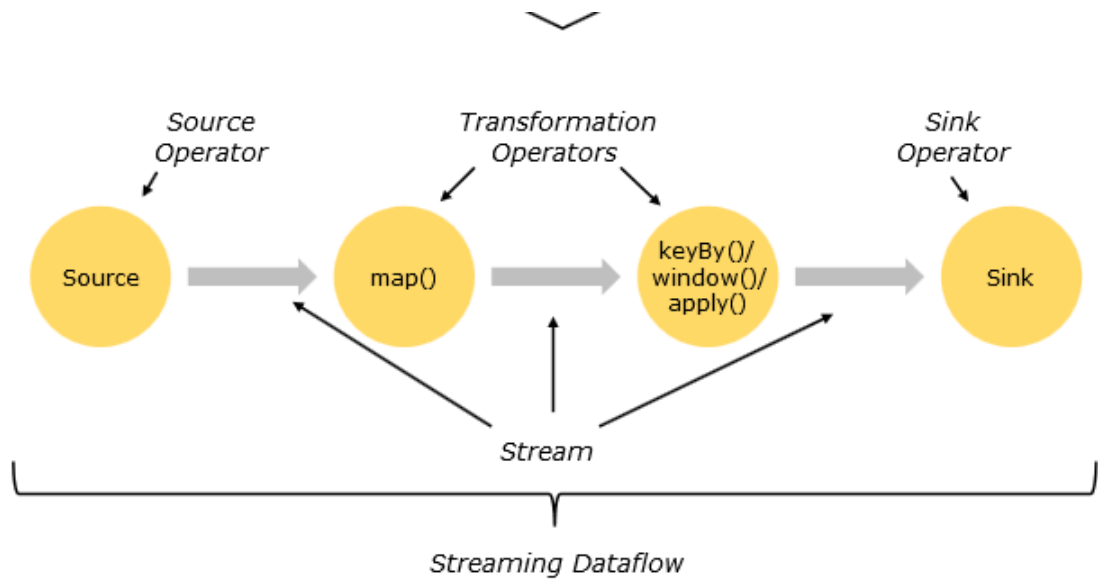 Source
Operator
Transformation
Operators
Sink
Operator
Source
map()
keyBy()/
window()/
apply()
Sink
Stream
Streaming Dataflow